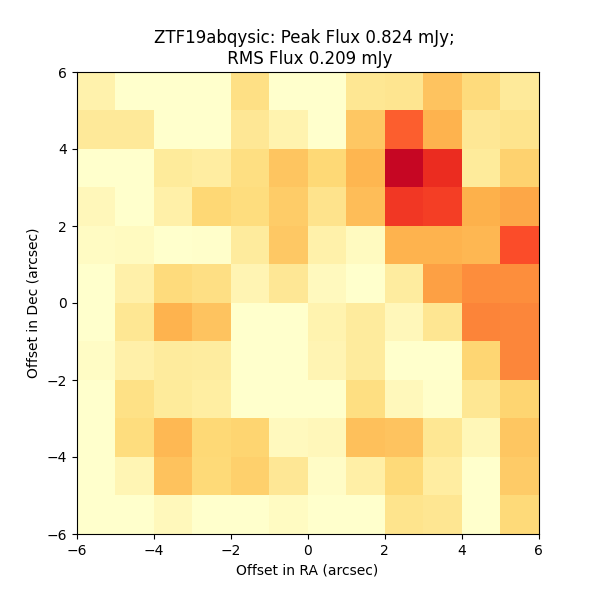 ZTF19abqysic: Peak Flux 0.824 mJy;
RMS Flux 0.209 mJy
6
4
2
0
−2
−4
−6
Offset in Dec (arcsec)
−6 −4 −2 0 2 4 6
Offset in RA (arcsec)